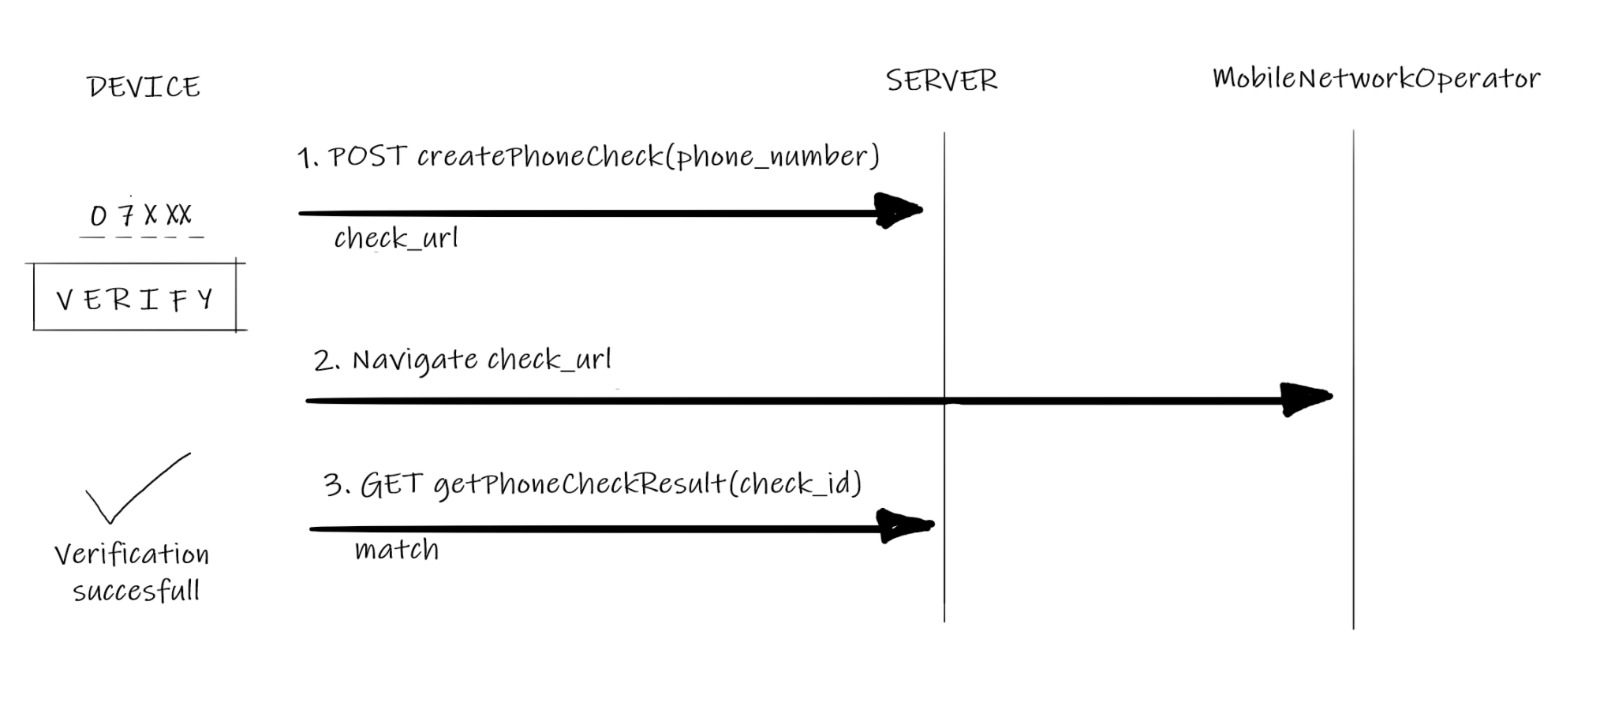 DEVICE
SERVER
MobileNetworkOperator
1. POST createPhoneCheck(phone_number)
07XXX
check_url
VERIFY
2. Navigate check_url
3. GET getPhoneCheckResult(check_id)
match
Verification
succesfull